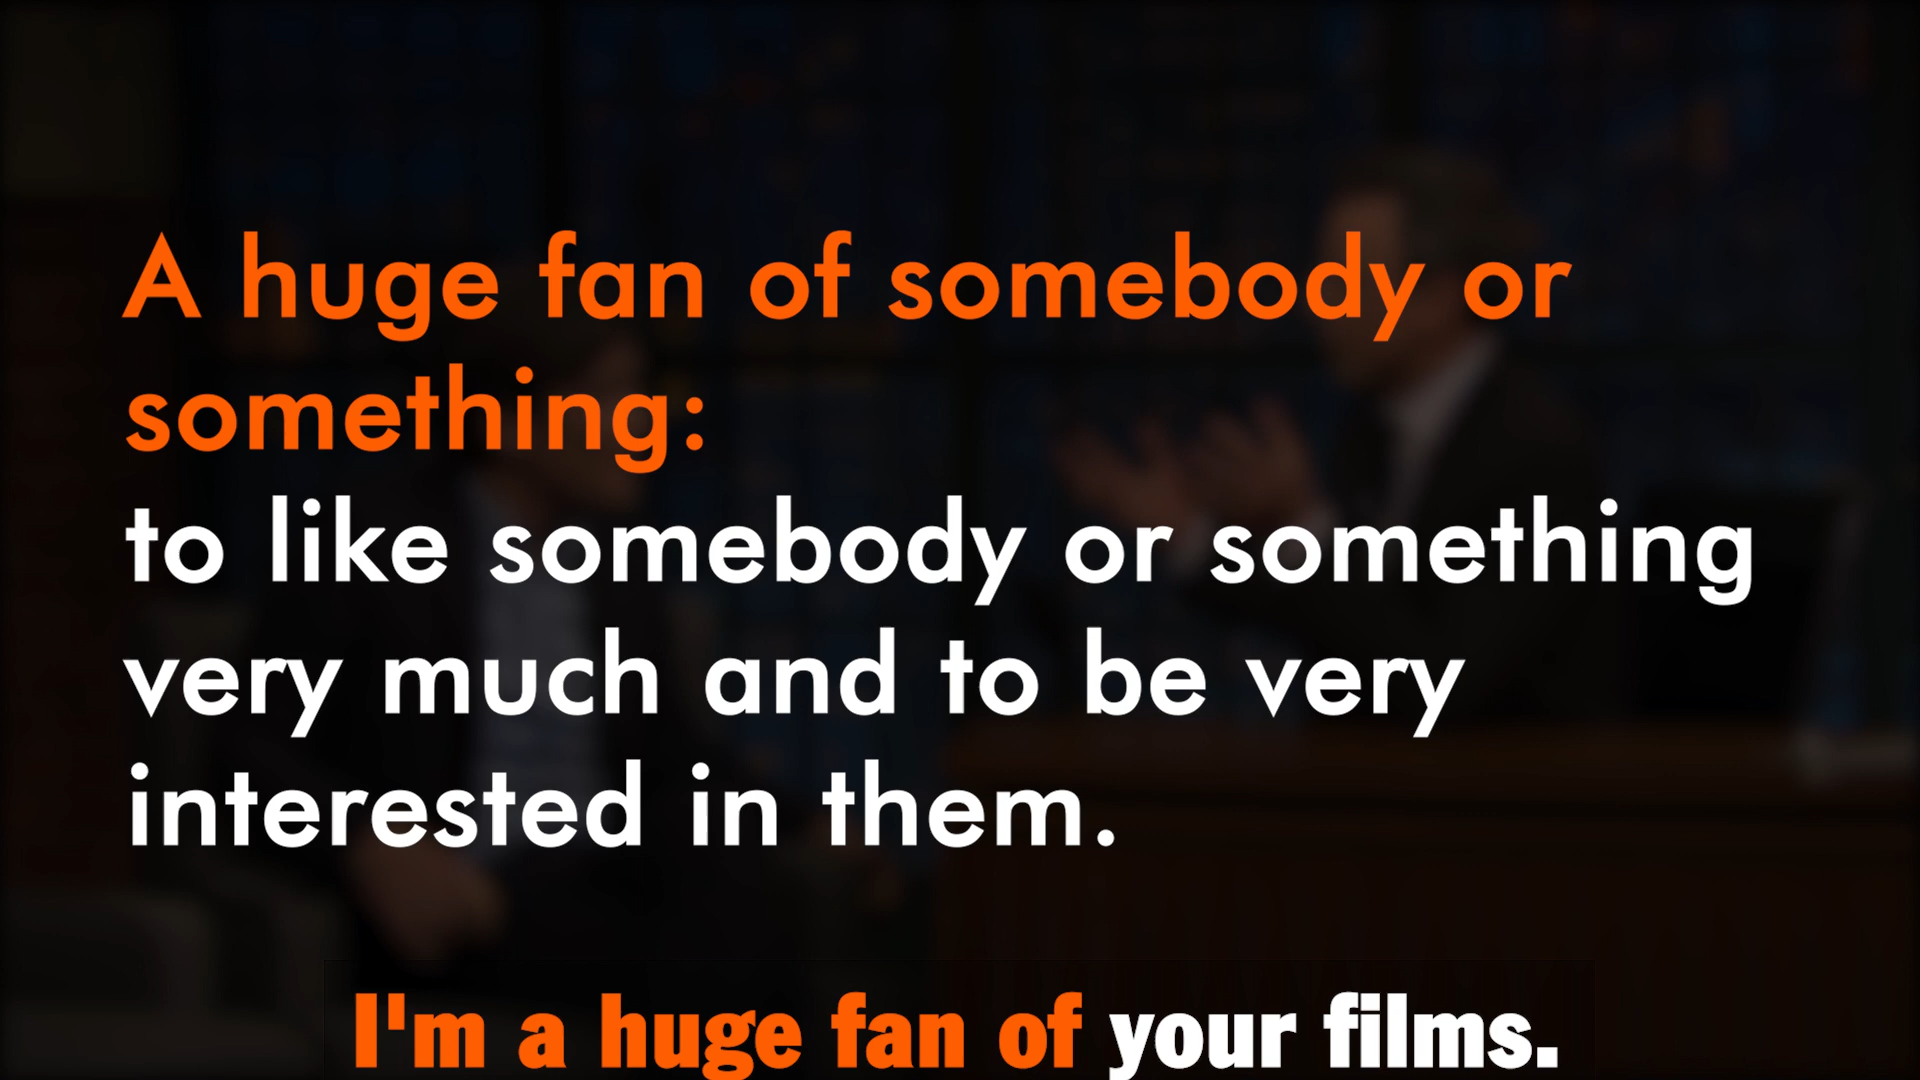 A huge fan of somebody or
something:
to like somebody or something
very much and to be very
interested in them.
I'm a huge fan of your films.